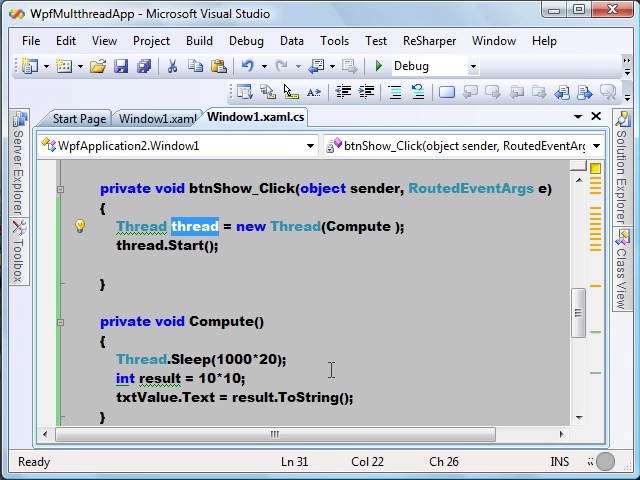 WpfMulttreadApp - Microsoft Visual Studio
File Edit View Project Build Debug Data Tools Test ReSharper Window Help
Debug
Start Page Window1.xaml Window1.xaml.cs
WpfApplication2.Window1 btnShow_Click(object sender, RoutedEventArg
Server Explorer
Toolbox
Solution Explorer
Class View
private void btnShow_Click(object sender, RoutedEventArgs e)
{
Thread thread = new Thread(Compute );
thread.Start();
}
private void Compute()
{
Thread.Sleep(1000*20);
int result = 10*10;
txtValue.Text = result.ToString();
}
Ready Ln 31 Col 22 Ch 26 INS